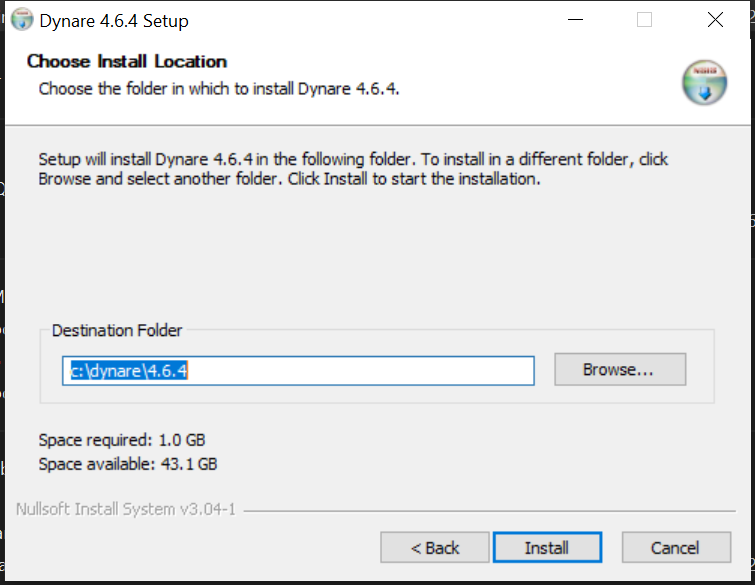 Dynare 4.6.4 Setup
Choose Install Location
Choose the folder in which to install Dynare 4.6.4.
Setup will install Dynare 4.6.4 in the following folder. To install in a different folder, click
Browse and select another folder. Click Install to start the installation.
Destination Folder
c:\dynare\4.6.4
Browse...
Space required: 1.0 GB
Space available: 43.1 GB
Nullsoft Install System v3.04-1
< Back
Install
Cancel